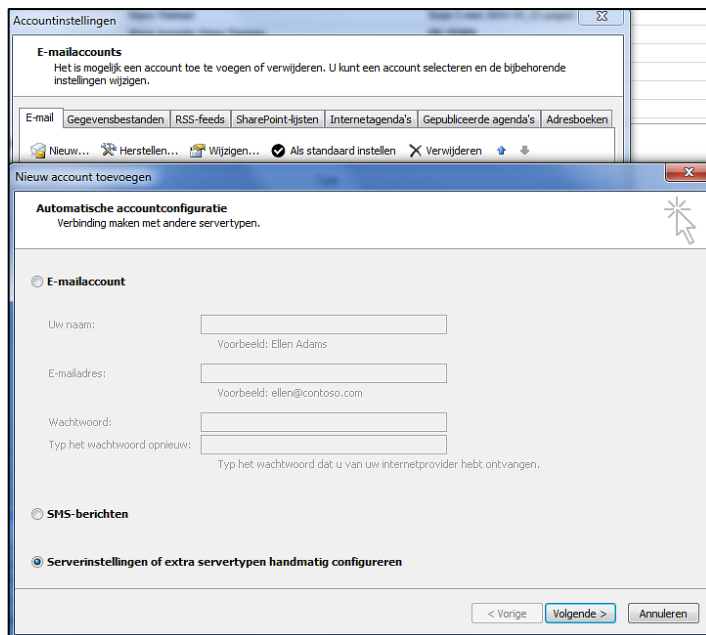 Accountinstellingen
E-mailaccounts
Het is mogelijk een account toe te voegen of verwijderen. U kunt een account selecteren en de bijbehorende
instellingen wijzigen.
E-mail Gegevensbestanden RSS-feeds SharePoint-lijsten Internetagenda's Gepubliceerde agenda's Adresboeken
Nieuw... Herstellen... Wijzigen... Als standaard instellen Verwijderen
Nieuw account toevoegen
Automatische accountconfiguratie
Verbinding maken met andere servertypen.
E-mailaccount
Uw naam:
Voorbeeld: Ellen Adams
E-mailadres:
Voorbeeld: ellen@contoso.com
Wachtwoord:
Typ het wachtwoord opnieuw:
Typ het wachtwoord dat u van uw internetprovider hebt ontvangen.
SMS-berichten
Serverinstellingen of extra servertypen handmatig configureren
< Vorige Volgende > Annuleren